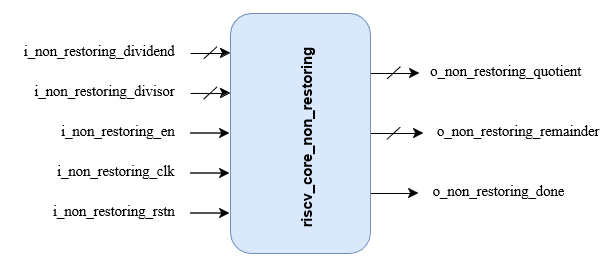 i_non_restoring_dividend
i_non_restoring_divisor
i_non_restoring_en
i_non_restoring_clk
i_non_restoring_rstn
riscv_core_non_restoring
o_non_restoring_quotient
o_non_restoring_remainder
o_non_restoring_done